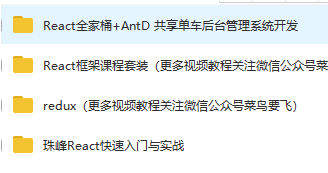 React全家桶+AntD 共享单车后台管理系统开发
React框架课程套装（更多视频教程关注微信公众号菜
redux（更多视频教程关注微信公众号菜鸟要飞）
珠峰React快速入门与实战